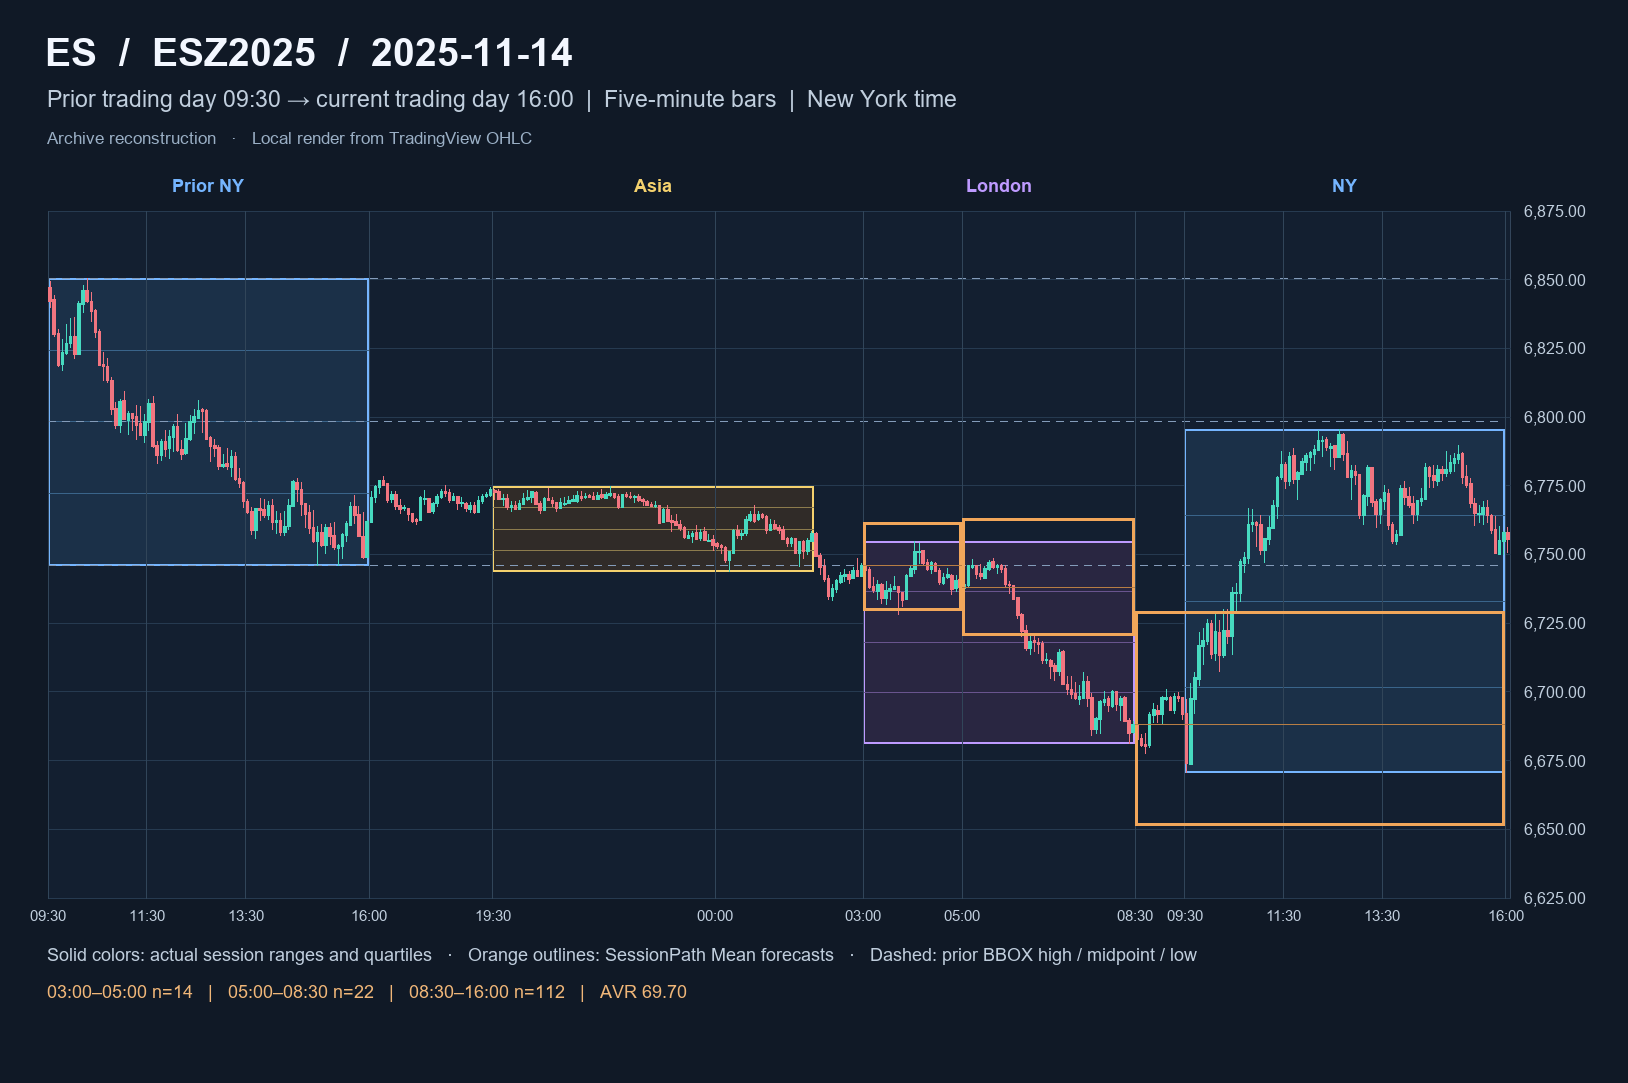 ES / ESZ2025 / 2025-11-14
Prior trading day 09:30 → current trading day 16:00 | Five-minute bars | New York time
Archive reconstruction · Local render from TradingView OHLC
Prior NY Asia London NY
6,875.00
6,850.00
6,825.00
6,800.00
6,775.00
6,750.00
6,725.00
6,700.00
6,675.00
6,650.00
6,625.00
09:30 11:30 13:30 16:00 19:30 00:00 03:00 05:00 08:30 09:30 11:30 13:30 16:00
Solid colors: actual session ranges and quartiles · Orange outlines: SessionPath Mean forecasts · Dashed: prior BBOX high / midpoint / low
03:00–05:00 n=14 | 05:00–08:30 n=22 | 08:30–16:00 n=112 | AVR 69.70